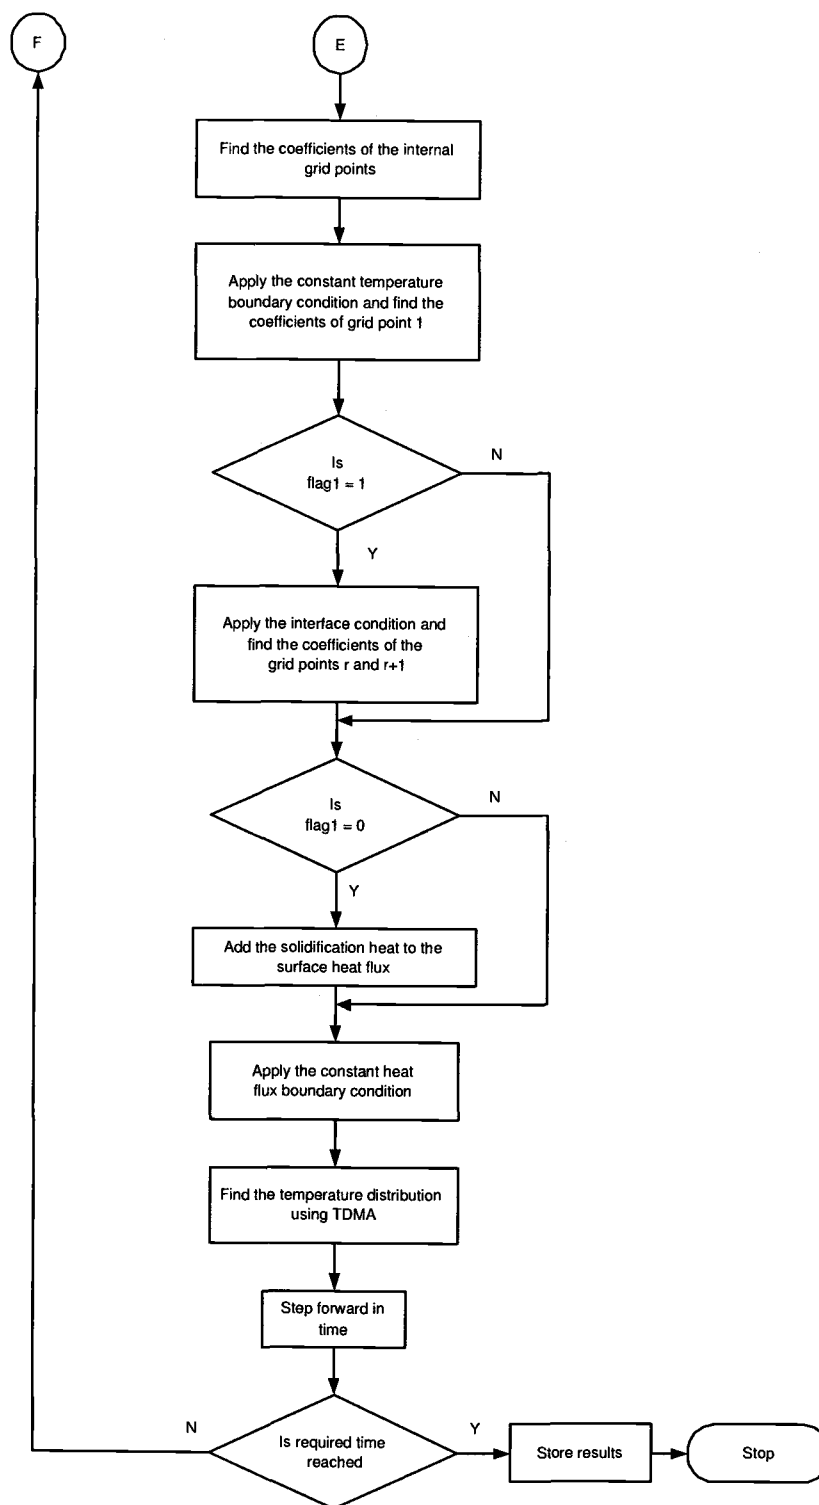 F
E
Find the coefficients of the internal
grid points
Apply the constant temperature
boundary condition and find the
coefficients of grid point 1
Is
flag1 = 1
N
Y
Apply the interface condition and
find the coefficients of the
grid points r and r+1
Is
flag1 = 0
N
Y
Add the solidification heat to the
surface heat flux
Apply the constant heat
flux boundary condition
Find the temperature distribution
using TDMA
Step forward in
time
Is required time
reached
N
Y
Store results
Stop